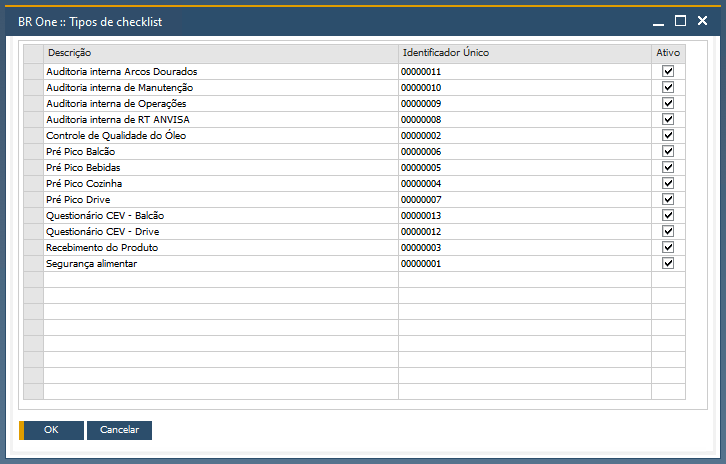 BR One :: Tipos de checklist
Descrição Identificador Único Ativo
Auditoria interna Arcos Dourados 00000011
Auditoria interna de Manutenção 00000010
Auditoria interna de Operações 00000009
Auditoria interna de RT ANVISA 00000008
Controle de Qualidade do Óleo 00000002
Pré Pico Balcão 00000006
Pré Pico Bebidas 00000005
Pré Pico Cozinha 00000004
Pré Pico Drive 00000007
Questionário CEV - Balcão 00000013
Questionário CEV - Drive 00000012
Recebimento do Produto 00000003
Segurança alimentar 00000001
OK Cancelar